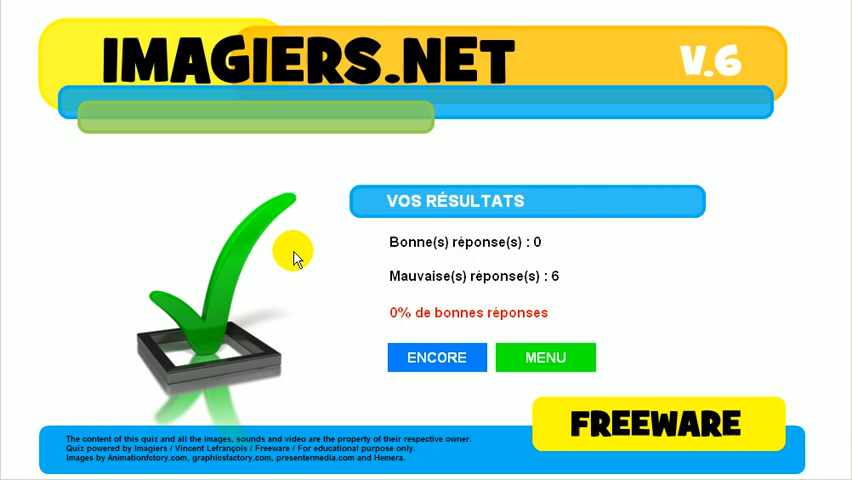 IMAGIERS.NET
V.6
VOS RÉSULTATS
Bonne(s) réponse(s) : 0
Mauvaise(s) réponse(s) : 6
0% de bonnes réponses
ENCORE
MENU
FREEWARE
The content of this quiz and all the images, sounds and video are the property of their respective owner.
Quiz powered by Imagiers / Vincent Lefrançois / Freeware / For educational purpose only.
Images by Animationfctory.com, graphicsfactory.com, presentermedia.com and Hemera.